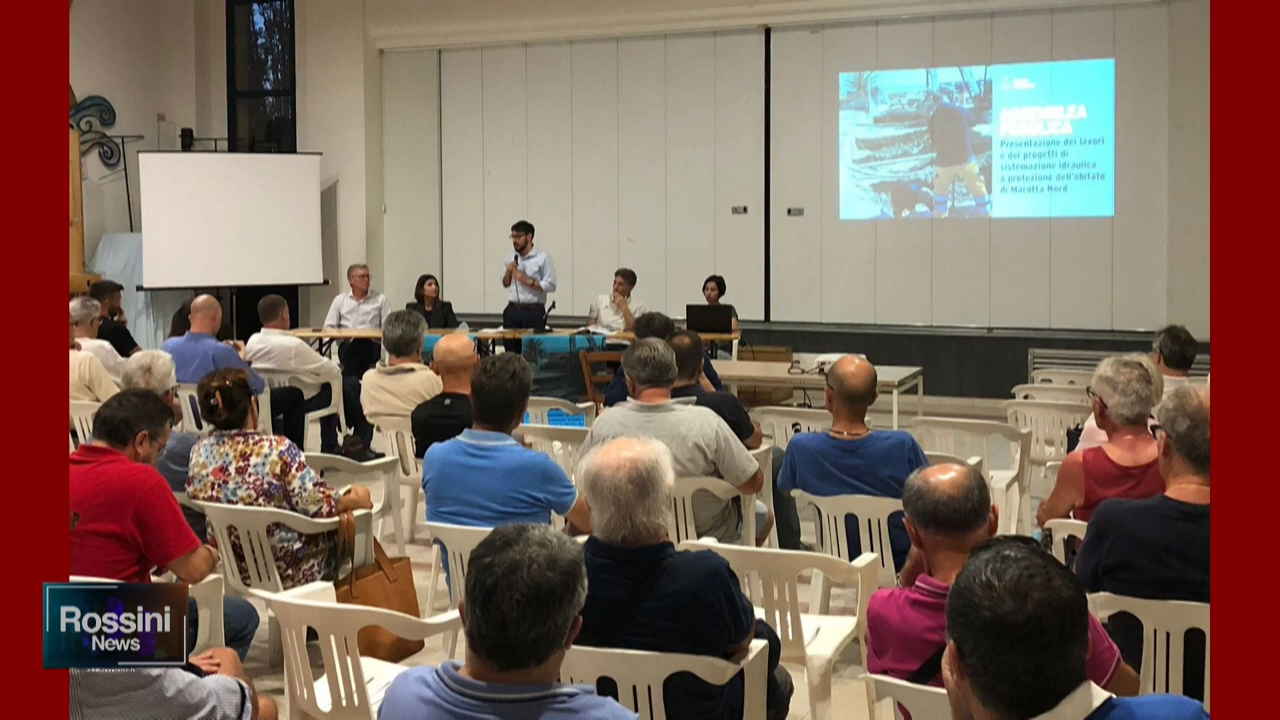 ASSEMBLEA
PUBBLICA
Presentazione dei lavori
e dei progetti di
sistemazione idraulica
a protezione dell'abitato
di Marotta Nord
Rossini
News